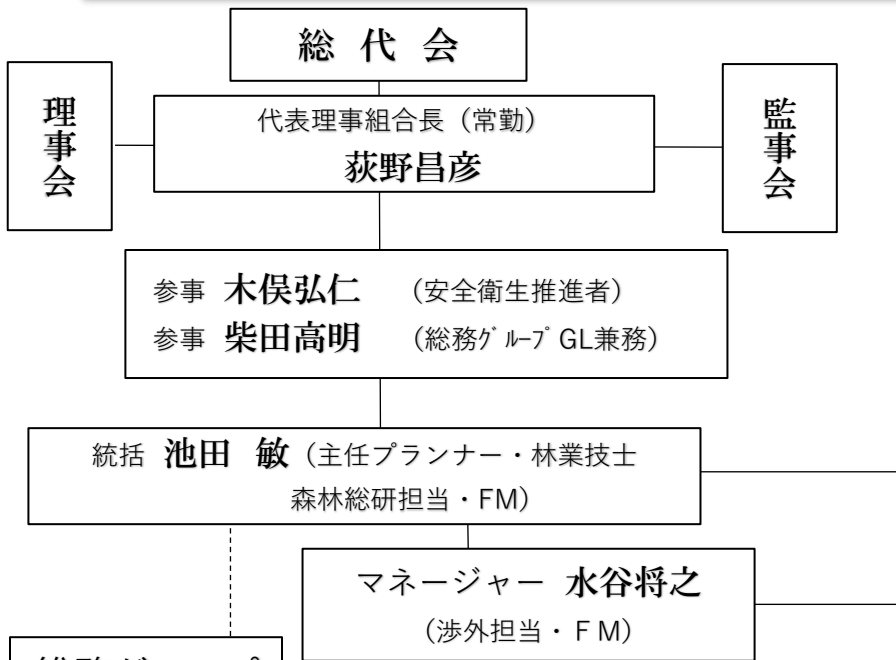 総代会
理事会
代表理事組合長（常勤）
荻野昌彦
監事会
参事 木俣弘仁 （安全衛生推進者）
参事 柴田高明 （総務ｸﾞﾙｰﾌﾟGL兼務）
統括 池田 敏（主任プランナー・林業技士
森林総研担当・FM）
マネージャー 水谷将之
（渉外担当・ＦＭ）